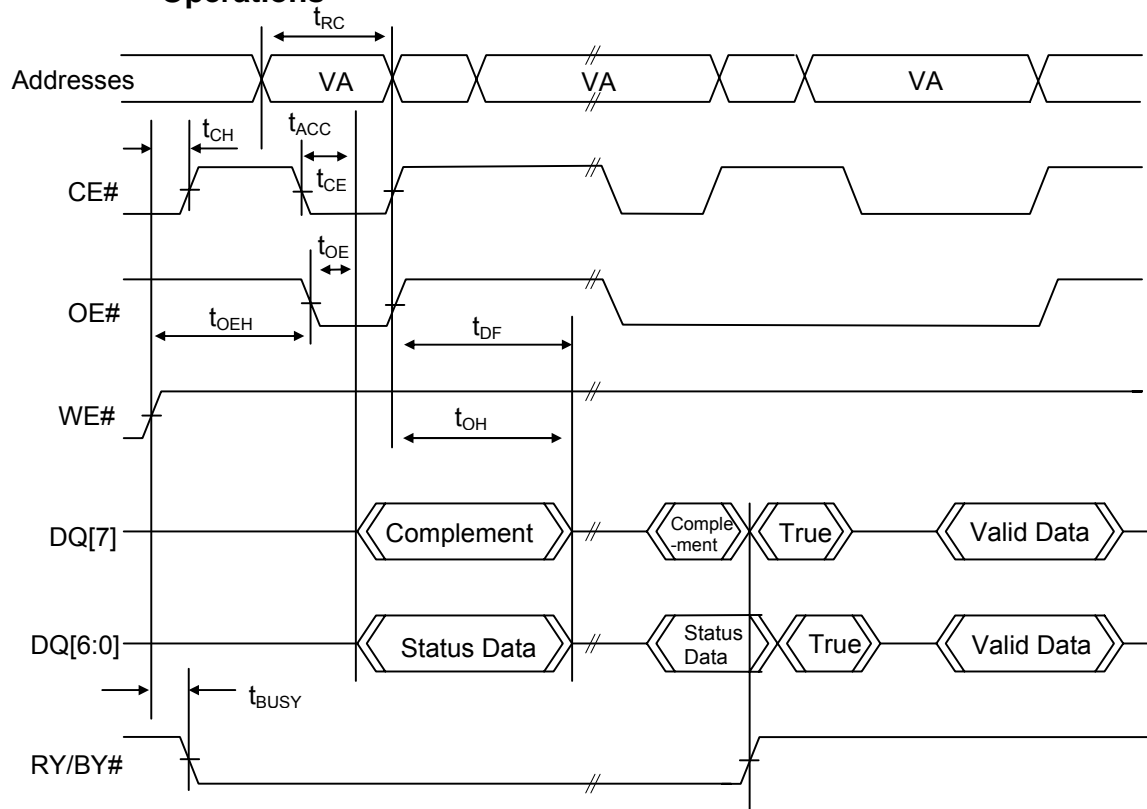 Operations
tRC
Addresses VA VA VA
tCH tACC
CE# tCE
tOE
OE#
tOEH tDF
WE#
tOH
DQ[7] Complement Comple
-ment True Valid Data
DQ[6:0] Status Data Status
Data True Valid Data
tBUSY
RY/BY#